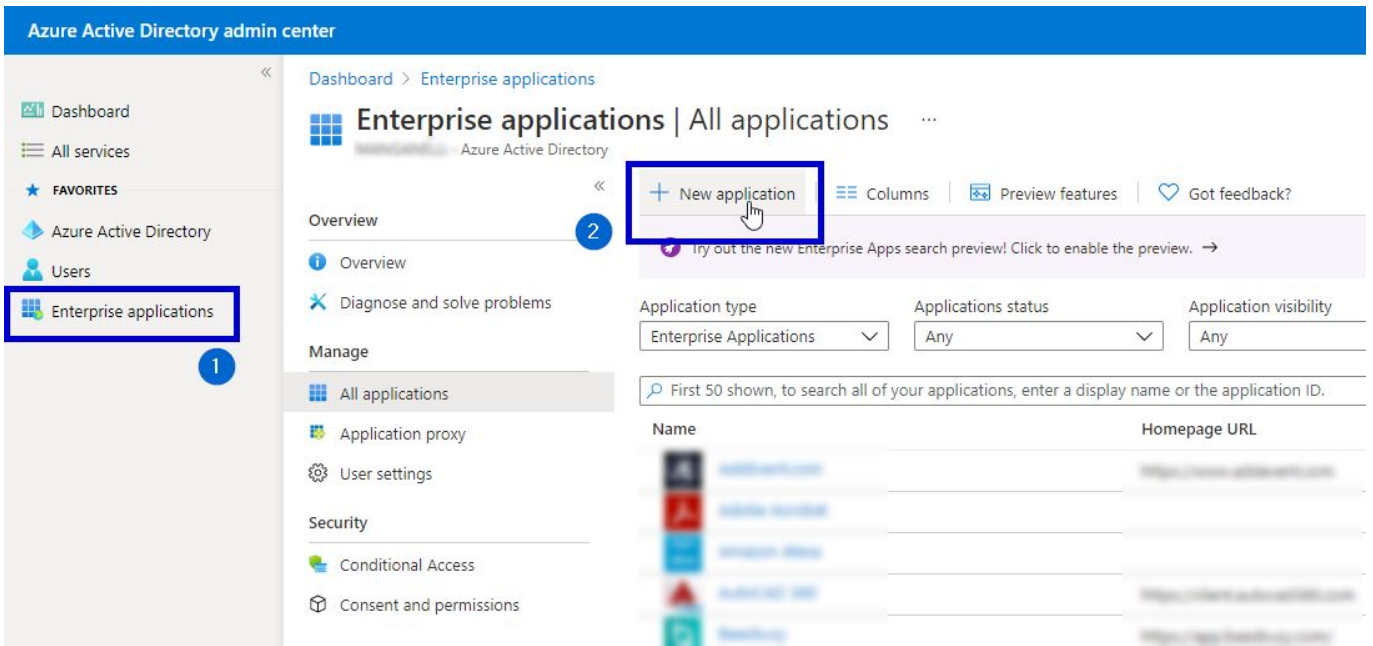 Azure Active Directory admin center
«
Dashboard
All services
FAVORITES
Azure Active Directory
Users
Enterprise applications
1
Dashboard > Enterprise applications
Enterprise applications | All applications ...
- Azure Active Directory
«
Overview
Overview
Diagnose and solve problems
Manage
All applications
Application proxy
User settings
Security
Conditional Access
Consent and permissions
2
+ New application
Columns
Preview features
Got feedback?
Try out the new Enterprise Apps search preview! Click to enable the preview. →
Application type
Applications status
Application visibility
Enterprise Applications
Any
Any
First 50 shown, to search all of your applications, enter a display name or the application ID.
Name
Homepage URL